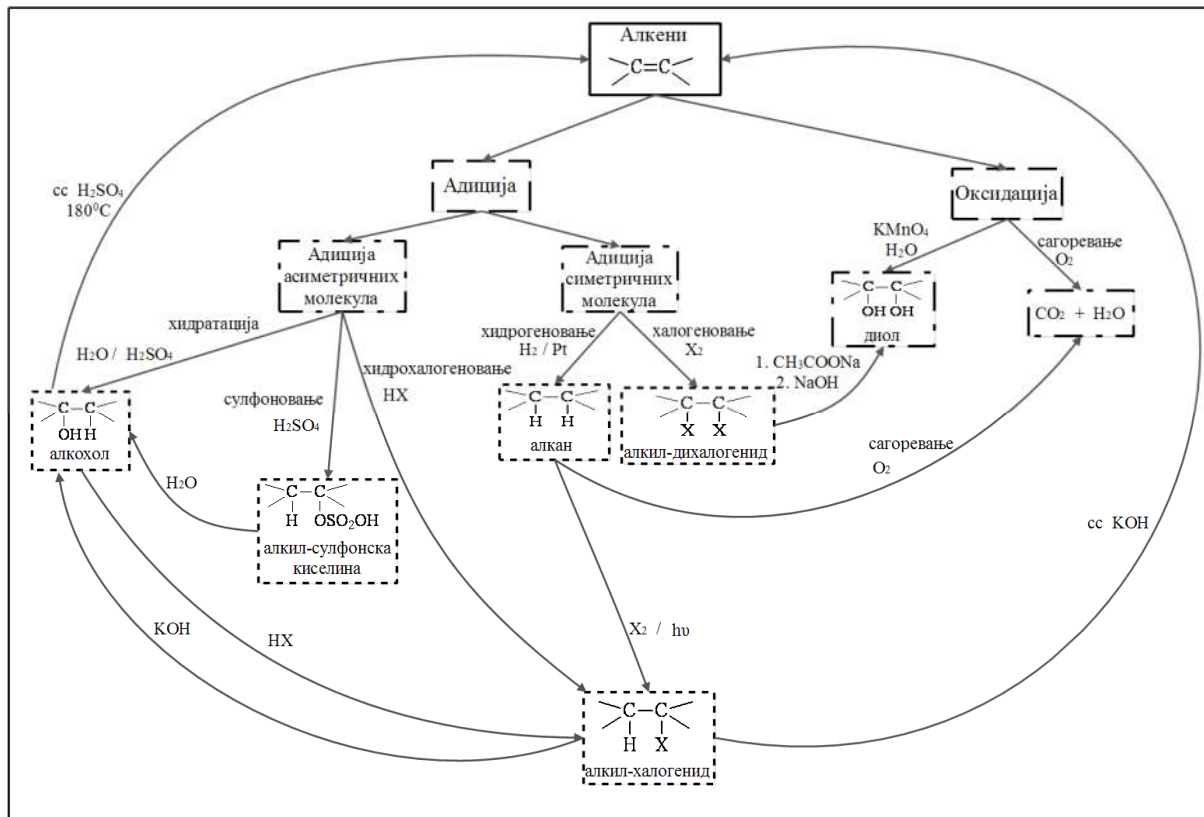 Алкени
C=C
Адиција
Оксидација
сс H₂SO₄
180⁰C
KMnO₄
H₂O
сагоревање
O₂
Адиција
асиметричних
молекула
Адиција
симетричних
молекула
C C
OH OH
диол
CO₂ + H₂O
хидратација
H₂O / H₂SO₄
хидрогеновање
H₂ / Pt
халогеновање
X₂
1. CH₃COONa
2. NaOH
хидрохалогеновање
HX
C C
OH H
алкохол
сулфоновање
H₂SO₄
C C
H H
алкан
C C
X X
алкил-дихалогенид
сагоревање
O₂
H₂O
C C
H OSO₂OH
алкил-сулфонска
киселина
сс KOH
KOH
HX
X₂ / hυ
C C
H X
алкил-халогенид